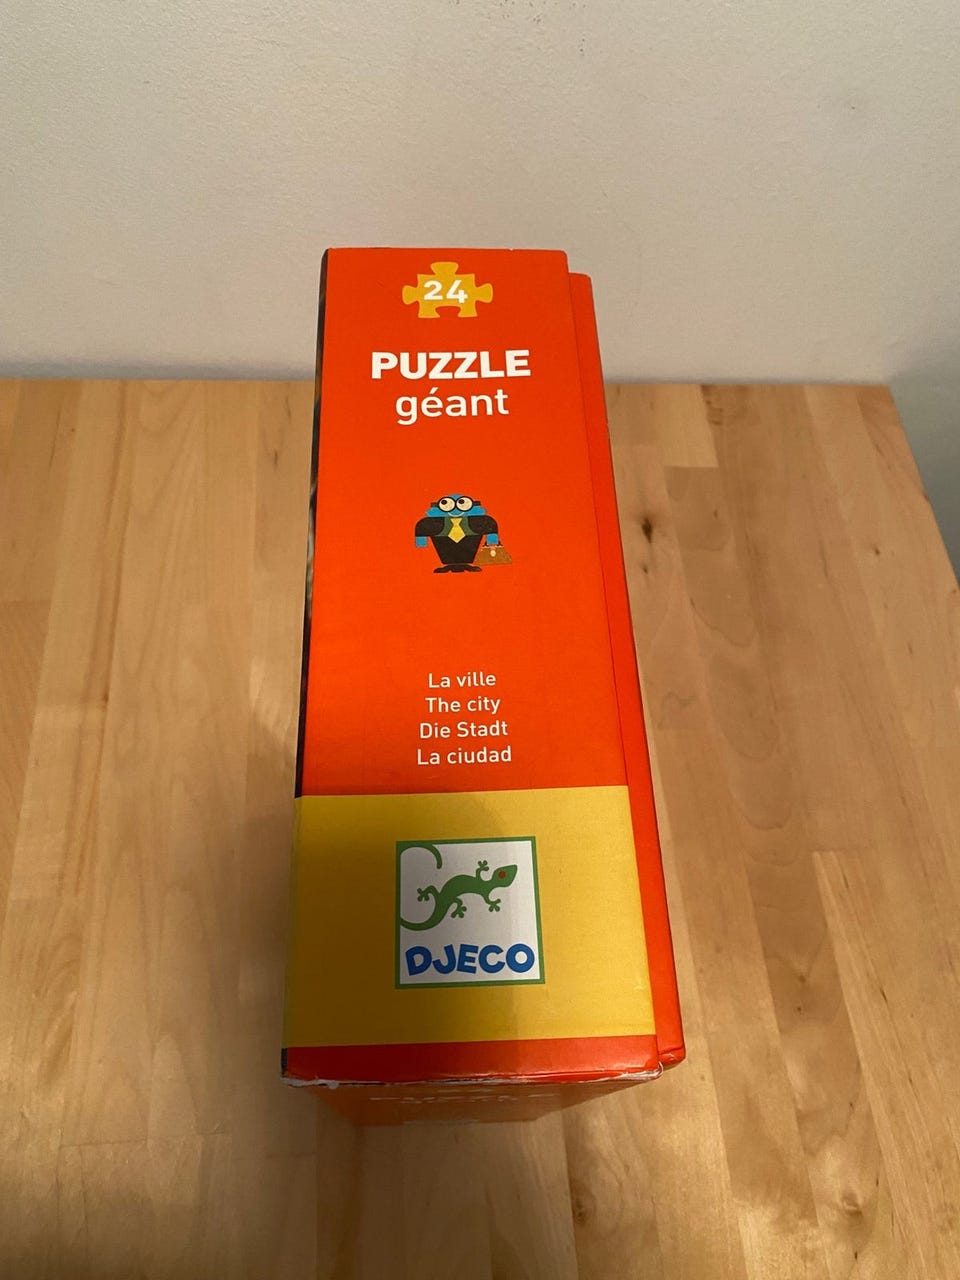 24
PUZZLE
géant
La ville
The city
Die Stadt
La ciudad
DJECO